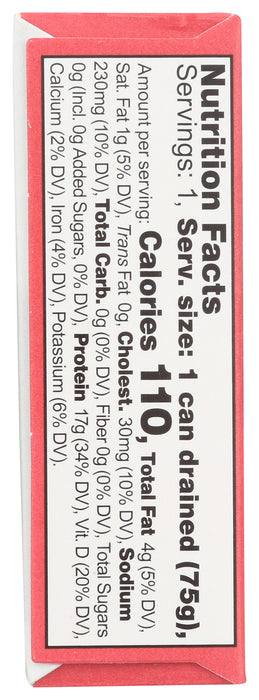 Nutrition Facts
Servings: 1, Serv. size: 1 can drained (75g),
Amount per serving: Calories 110, Total Fat 4g (5% DV),
Sat. Fat 1g (5% DV), Trans Fat 0g, Cholest. 30mg (10% DV), Sodium
230mg (10% DV), Total Carb. 0g (0% DV), Fiber 0g (0% DV), Total Sugars
0g (Incl. 0g Added Sugars, 0% DV), Protein 17g (34% DV), Vit. D (20% DV),
Calcium (2% DV), Iron (4% DV), Potassium (6% DV).